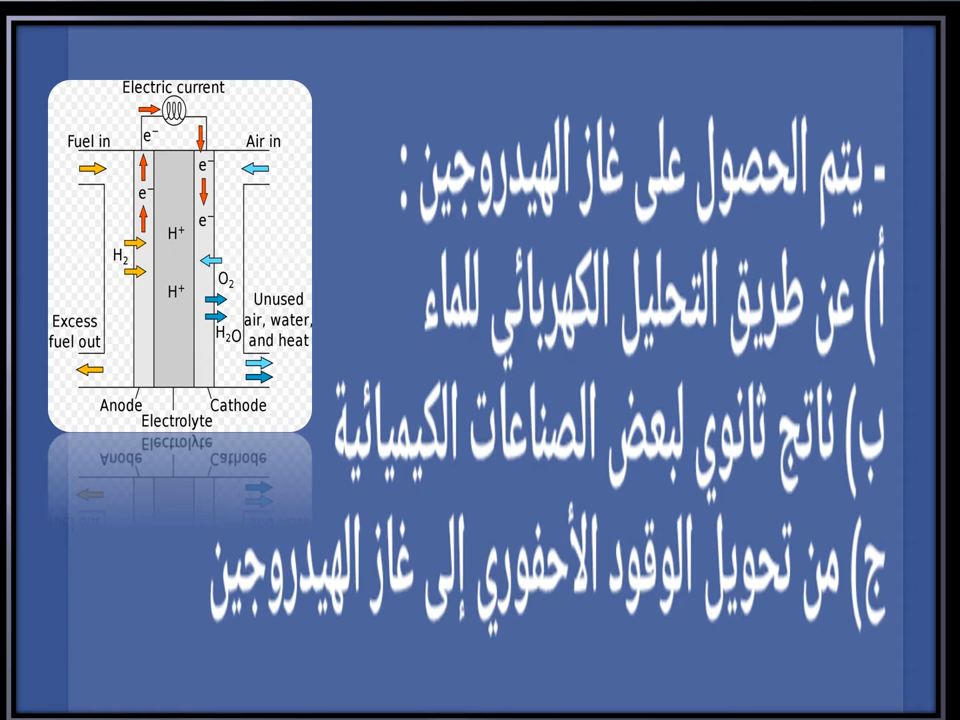 - يتم الحصول على غاز الهيدروجين :
أ) عن طريق التحليل الكهربائي للماء
ب) ناتج ثانوي لبعض الصناعات الكيميائية
ج) من تحويل الوقود الأحفوري إلى غاز الهيدروجين
Electric current
Fuel in
Air in
e⁻
e⁻
e⁻
e⁻
H⁺
H₂
O₂
H⁺
Unused
air, water,
and heat
Excess
fuel out
H₂O
Anode
Cathode
Electrolyte